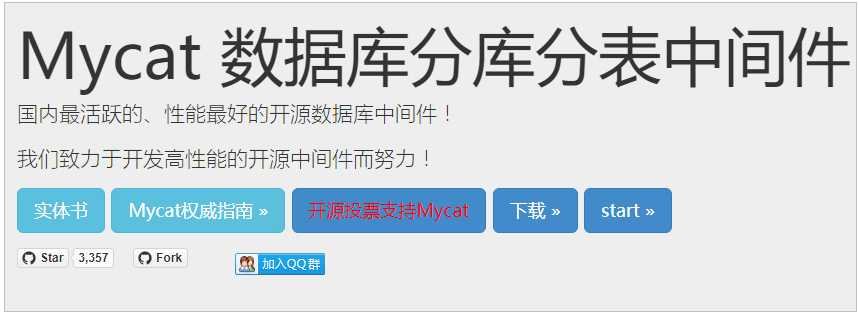 Mycat 数据库分库分表中间件
国内最活跃的、性能最好的开源数据库中间件！
我们致力于开发高性能的开源中间件而努力！
实体书 Mycat权威指南 » 开源投票支持Mycat 下载 » start »
Star 3,357 Fork 加入QQ群